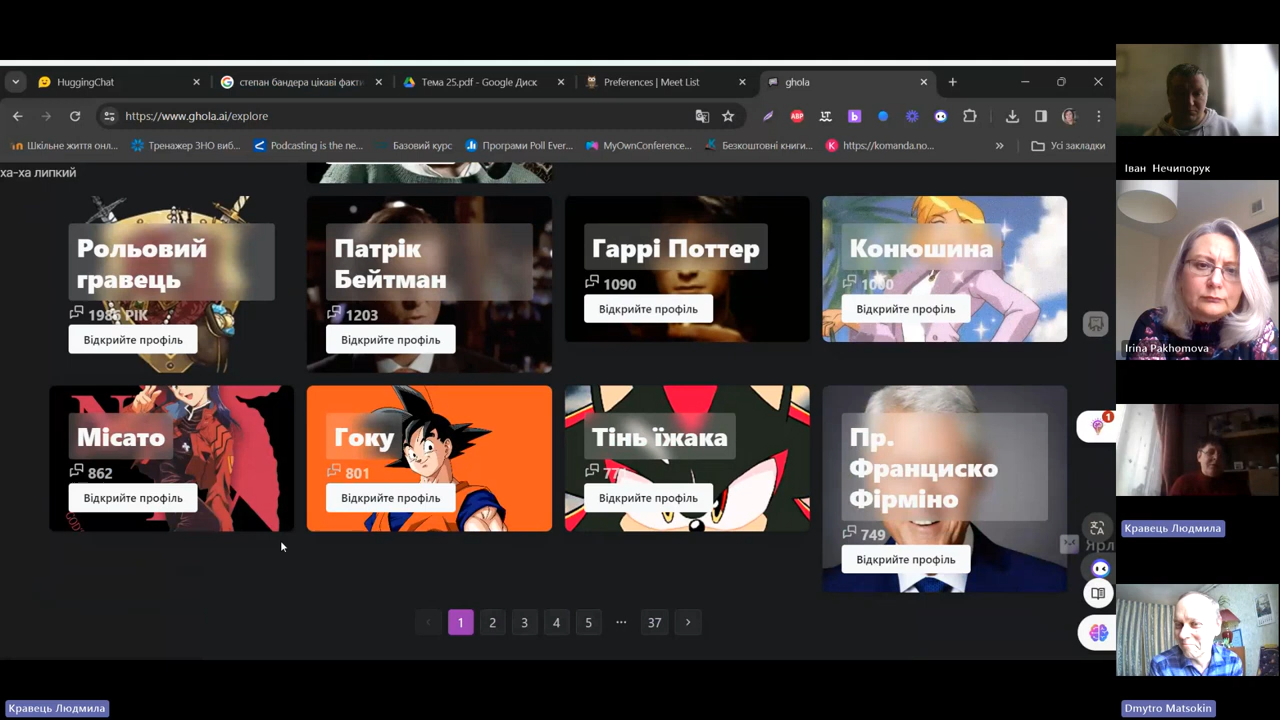 HuggingChat
степан бандера цікаві факти
Тема 25.pdf - Google Диск
Preferences | Meet List
ghola
https://www.ghola.ai/explore
Шкільне життя онл...
Тренажер ЗНО виб...
Podcasting is the ne...
Базовий курс
Програми Poll Ever...
MyOwnConference...
Безкоштовні книги...
https://komanda.no...
»
Усі закладки
ха-ха липкий
Рольовий
гравець
1986 РІК
Відкрийте профіль
Патрік
Бейтман
1203
Відкрийте профіль
Гаррі Поттер
1090
Відкрийте профіль
Конюшина
Відкрийте профіль
Місато
862
Відкрийте профіль
Гоку
801
Відкрийте профіль
Тінь їжака
Відкрийте профіль
Пр.
Франциско
Фірміно
749
Відкрийте профіль
1
Ярл
1 2 3 4 5 ... 37
Іван Нечипорук
Irina Pakhomova
Кравець Людмила
Dmytro Matsokin
Кравець Людмила